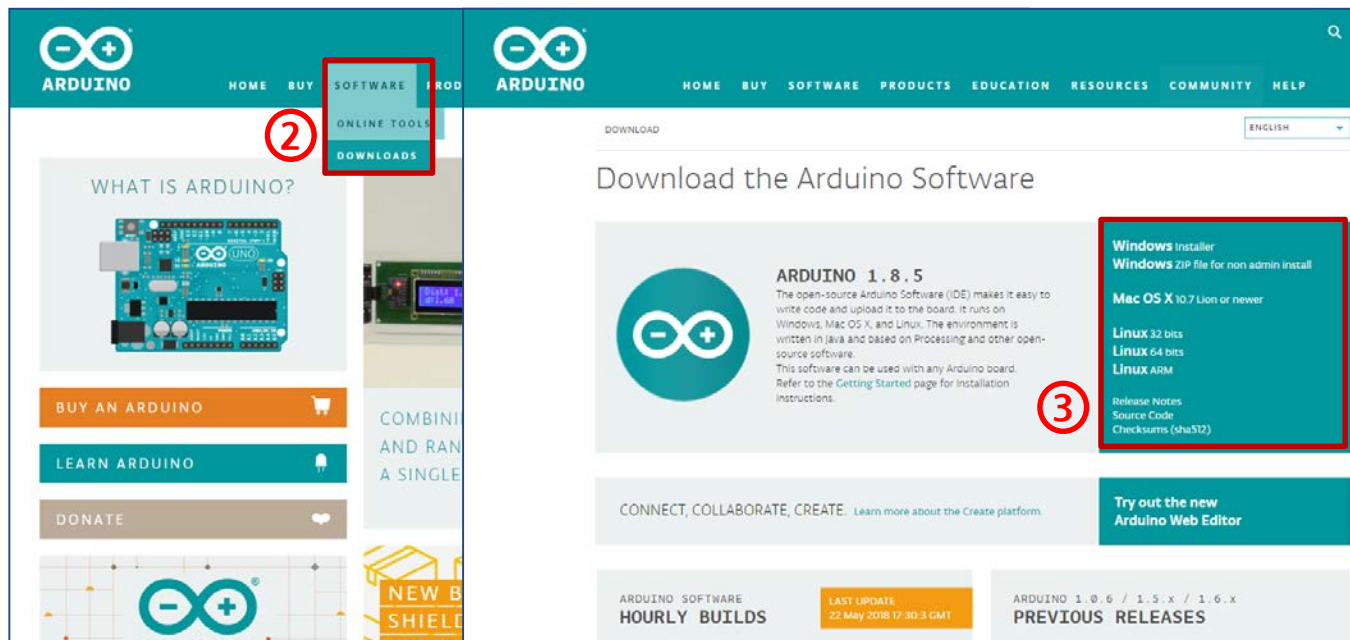 ARDUINO
HOME BUY SOFTWARE PROD
ONLINE TOOLS
DOWNLOADS
②
WHAT IS ARDUINO?
UNO
ARDUINO
BUY AN ARDUINO
LEARN ARDUINO
DONATE
COMBINI
AND RAN
A SINGLE
NEW B
SHIELD
ARDUINO
HOME BUY SOFTWARE PRODUCTS EDUCATION RESOURCES COMMUNITY HELP
DOWNLOAD
ENGLISH
Download the Arduino Software
ARDUINO 1.8.5
The open-source Arduino Software (IDE) makes it easy to
write code and upload it to the board. It runs on
Windows, Mac OS X, and Linux. The environment is
written in Java and based on Processing and other open-
source software.
This software can be used with any Arduino board.
Refer to the Getting Started page for Installation
instructions.
③
Windows Installer
Windows ZIP file for non admin install
Mac OS X 10.7 Lion or newer
Linux 32 bits
Linux 64 bits
Linux ARM
Release Notes
Source Code
Checksums (sha512)
CONNECT, COLLABORATE, CREATE. Learn more about the Create platform.
Try out the new
Arduino Web Editor
ARDUINO SOFTWARE
HOURLY BUILDS
LAST UPDATE
22 May 2018 17:30:3 GMT
ARDUINO 1.0.6 / 1.5.x / 1.6.x
PREVIOUS RELEASES